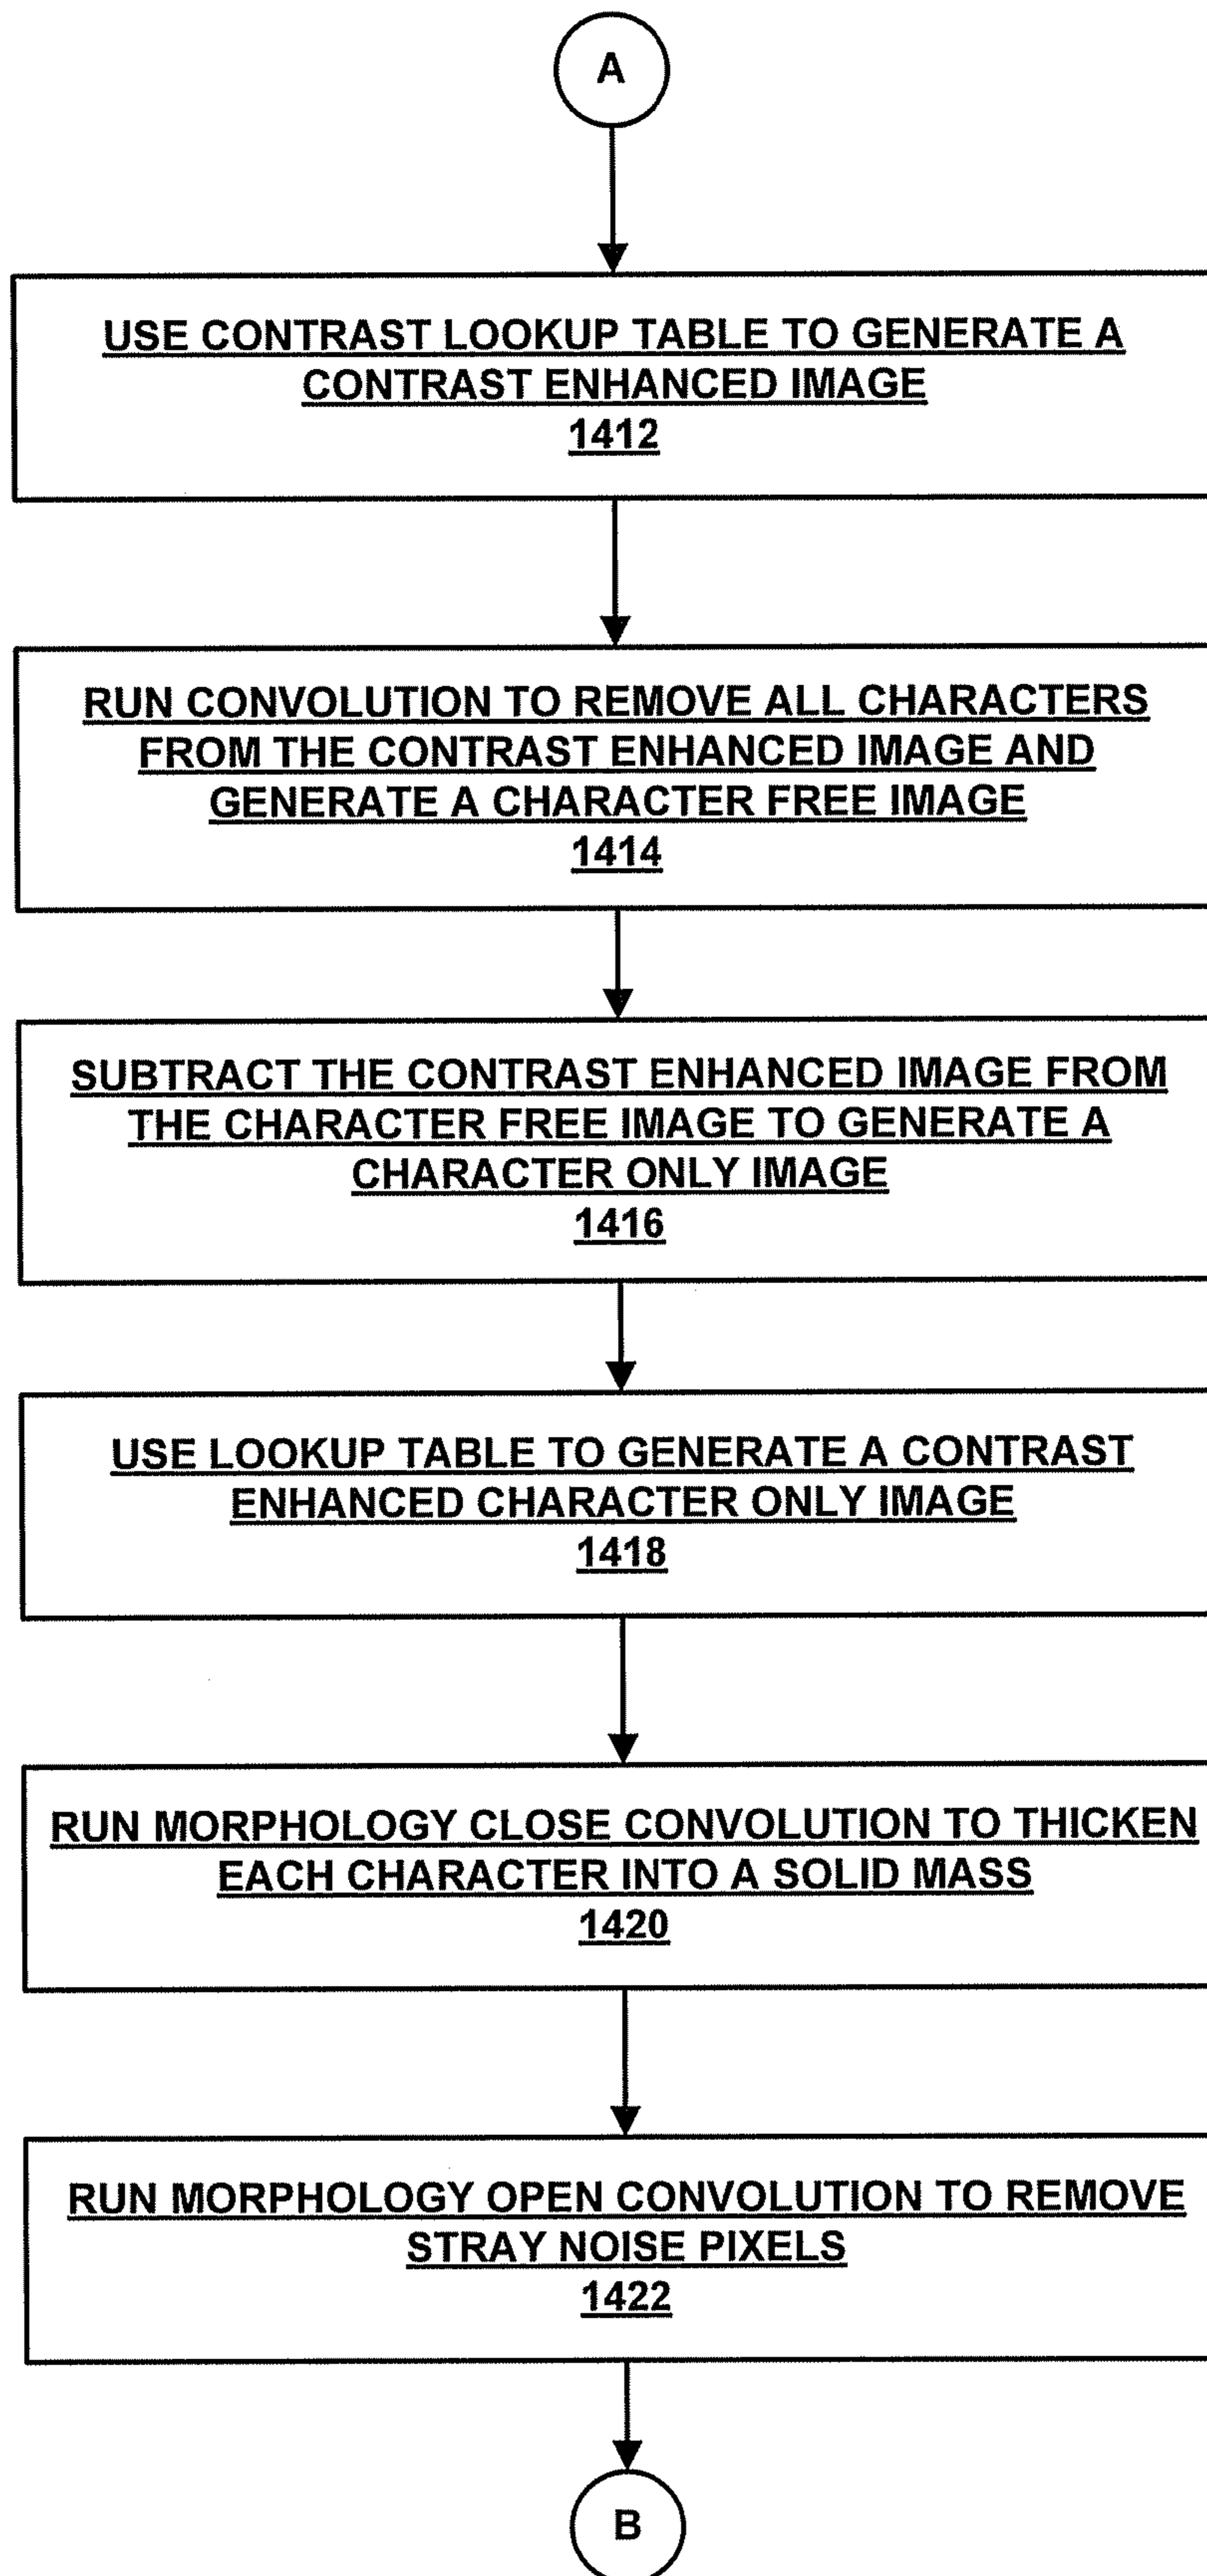 A
USE CONTRAST LOOKUP TABLE TO GENERATE A
CONTRAST ENHANCED IMAGE
1412
RUN CONVOLUTION TO REMOVE ALL CHARACTERS
FROM THE CONTRAST ENHANCED IMAGE AND
GENERATE A CHARACTER FREE IMAGE
1414
SUBTRACT THE CONTRAST ENHANCED IMAGE FROM
THE CHARACTER FREE IMAGE TO GENERATE A
CHARACTER ONLY IMAGE
1416
USE LOOKUP TABLE TO GENERATE A CONTRAST
ENHANCED CHARACTER ONLY IMAGE
1418
RUN MORPHOLOGY CLOSE CONVOLUTION TO THICKEN
EACH CHARACTER INTO A SOLID MASS
1420
RUN MORPHOLOGY OPEN CONVOLUTION TO REMOVE
STRAY NOISE PIXELS
1422
B